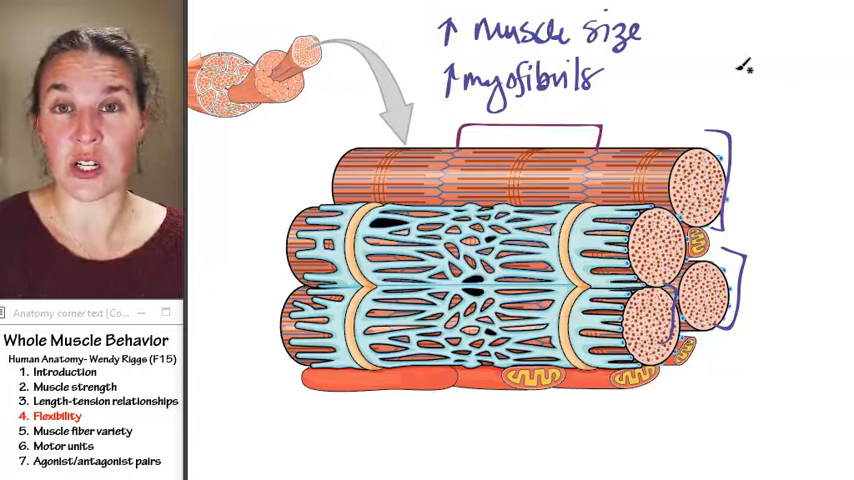 ↑ muscle size
↑ myofibrils
Anatomy corner text [Co...
Whole Muscle Behavior
Human Anatomy- Wendy Riggs (F15)
1. Introduction
2. Muscle strength
3. Length-tension relationships
4. Flexibility
5. Muscle fiber variety
6. Motor units
7. Agonist/antagonist pairs